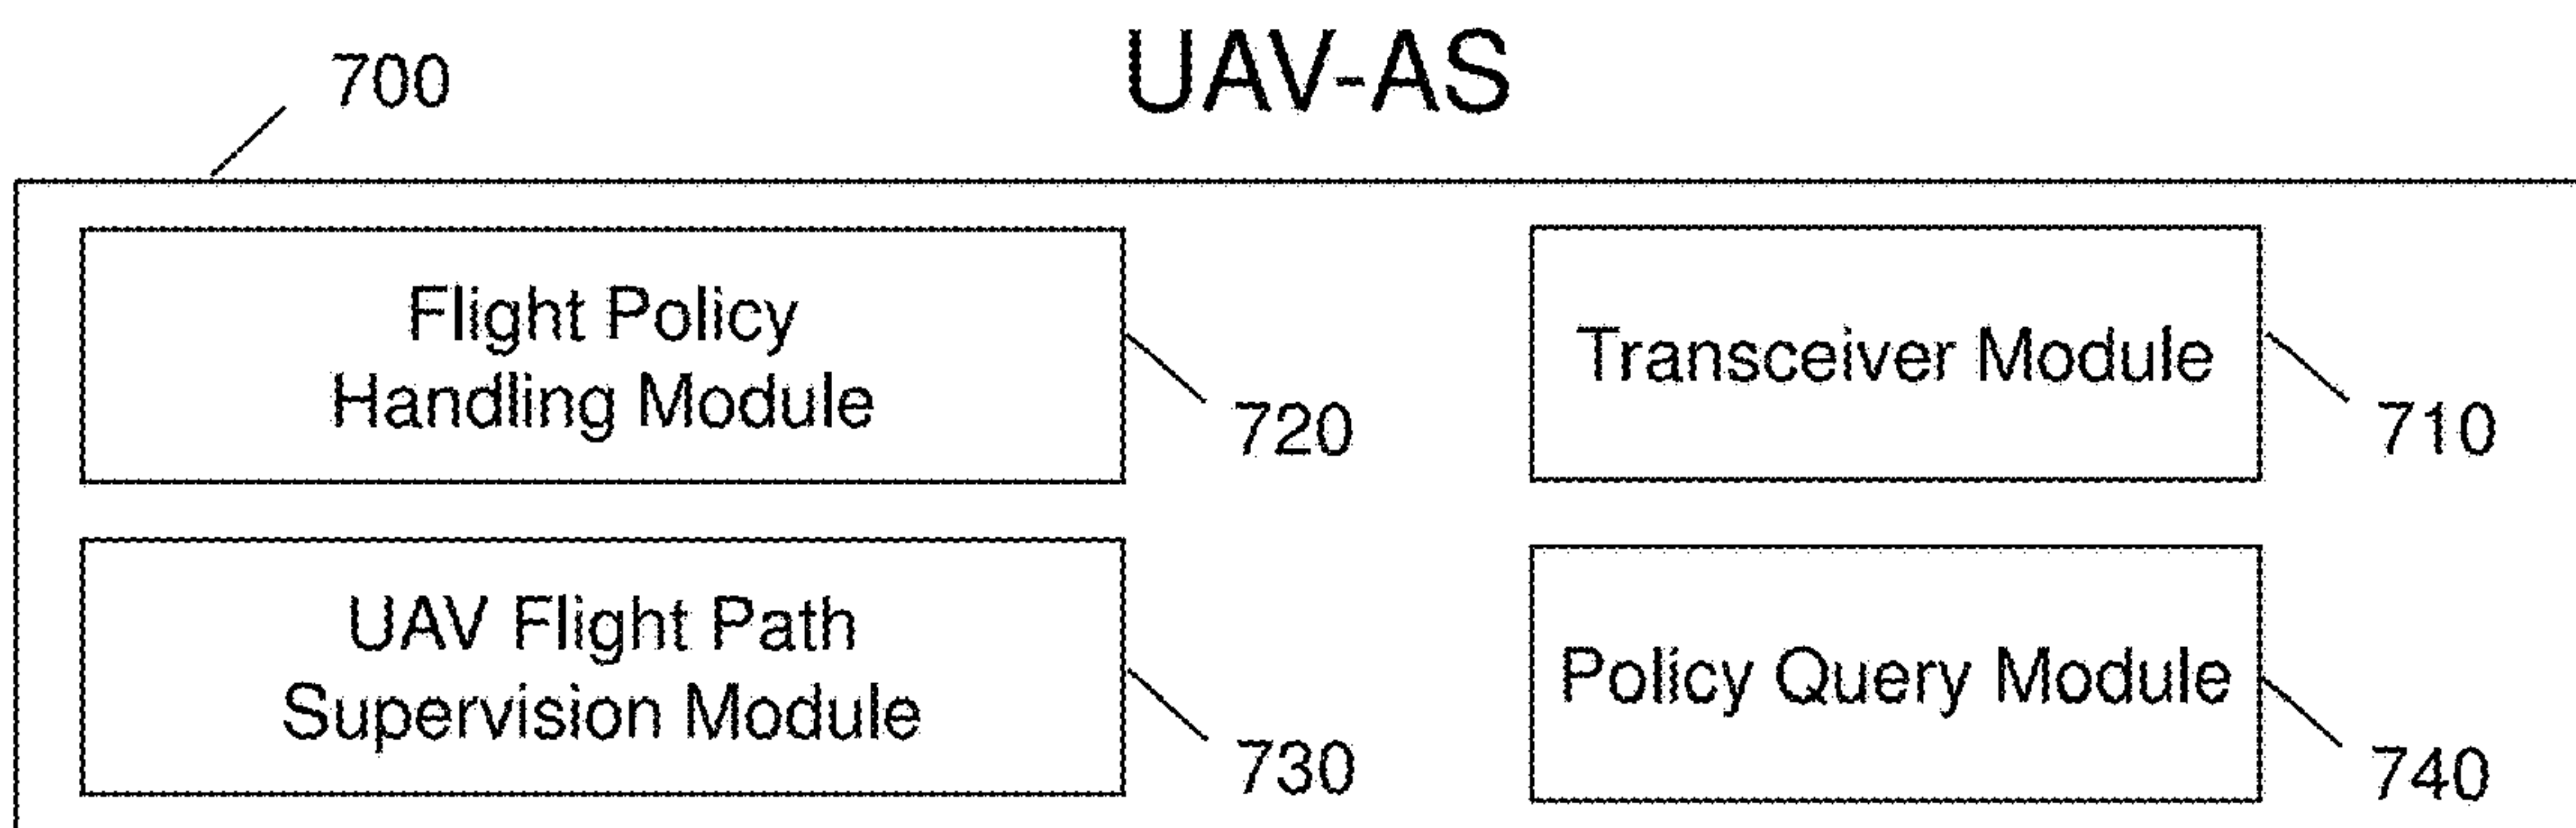 UAV-AS
700
Flight Policy
Handling Module
720
Transceiver Module
710
UAV Flight Path
Supervision Module
730
Policy Query Module
740